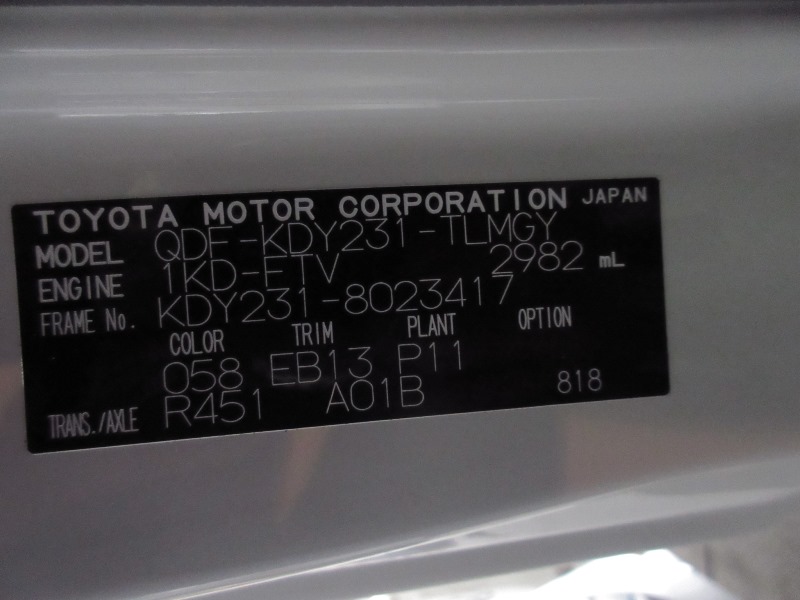 TOYOTA MOTOR CORPORATION JAPAN
MODEL QDF-KDY231-TLMGY
ENGINE 1KD-FTV 2982 mL
FRAME No. KDY231-8023417
COLOR TRIM PLANT OPTION
058 EB13 P11
TRANS./AXLE R451 A01B 818